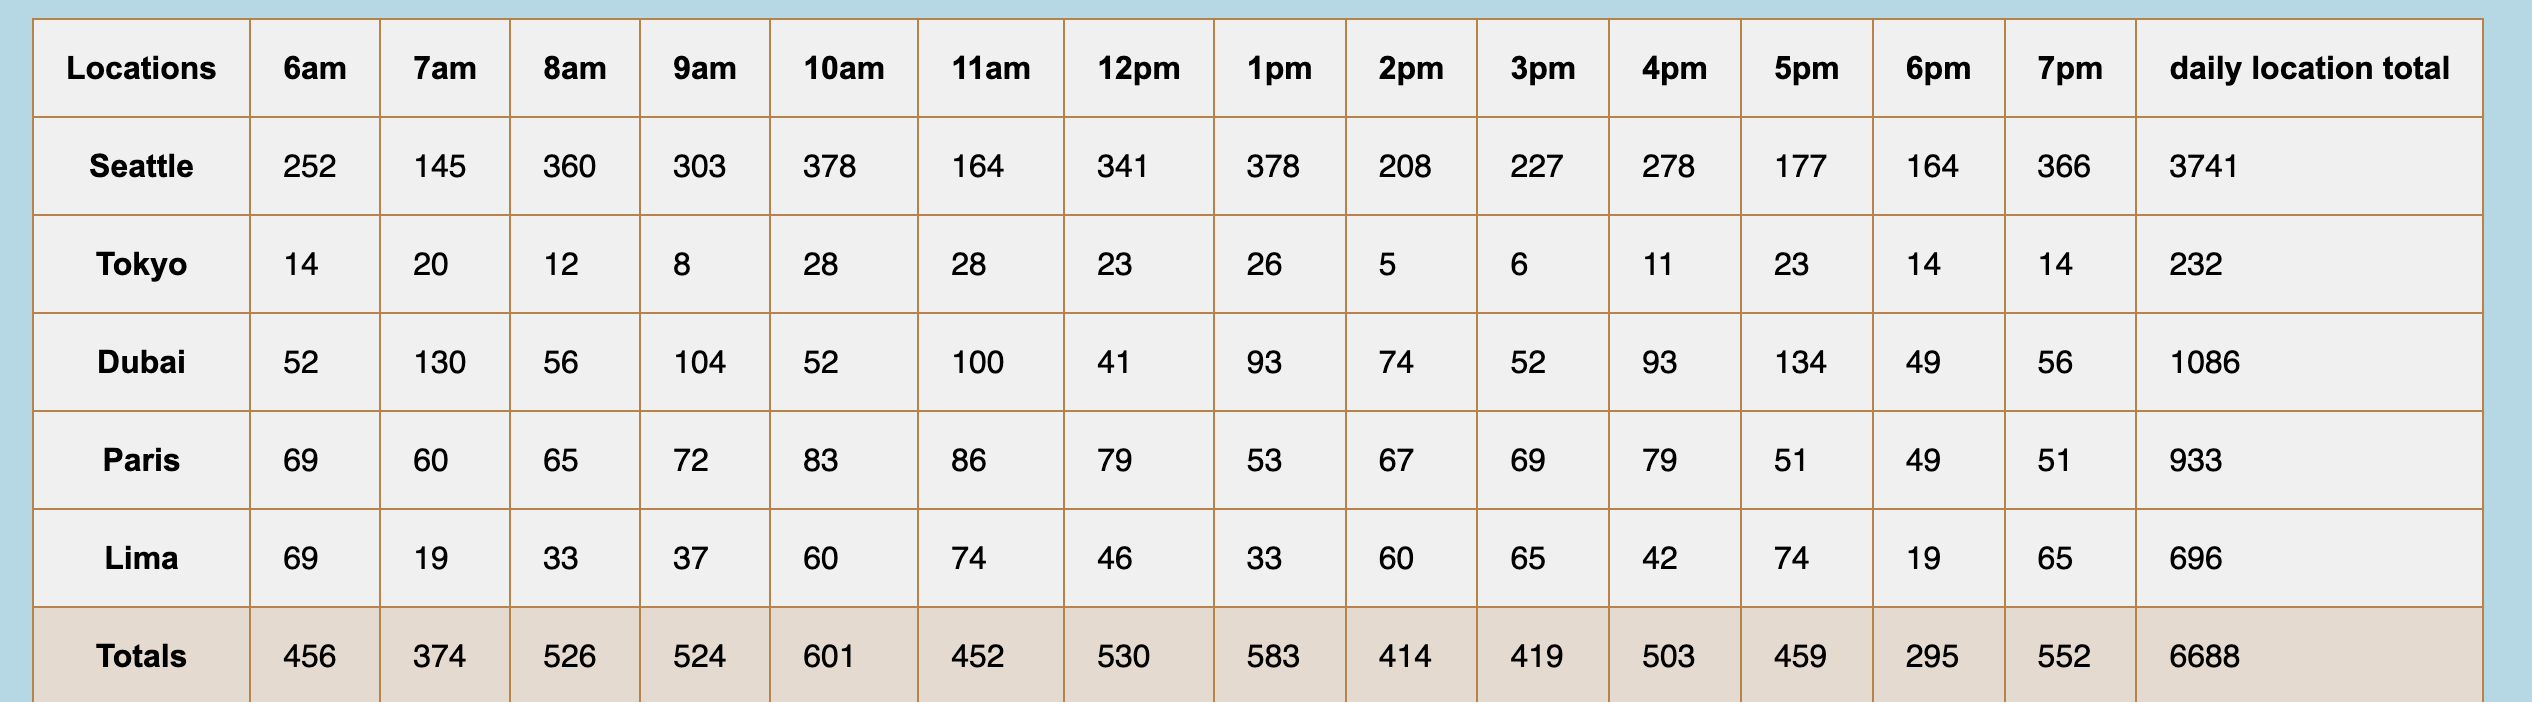 Locations 6am 7am 8am 9am 10am 11am 12pm 1pm 2pm 3pm 4pm 5pm 6pm 7pm daily location total
Seattle 252 145 360 303 378 164 341 378 208 227 278 177 164 366 3741
Tokyo 14 20 12 8 28 28 23 26 5 6 11 23 14 14 232
Dubai 52 130 56 104 52 100 41 93 74 52 93 134 49 56 1086
Paris 69 60 65 72 83 86 79 53 67 69 79 51 49 51 933
Lima 69 19 33 37 60 74 46 33 60 65 42 74 19 65 696
Totals 456 374 526 524 601 452 530 583 414 419 503 459 295 552 6688